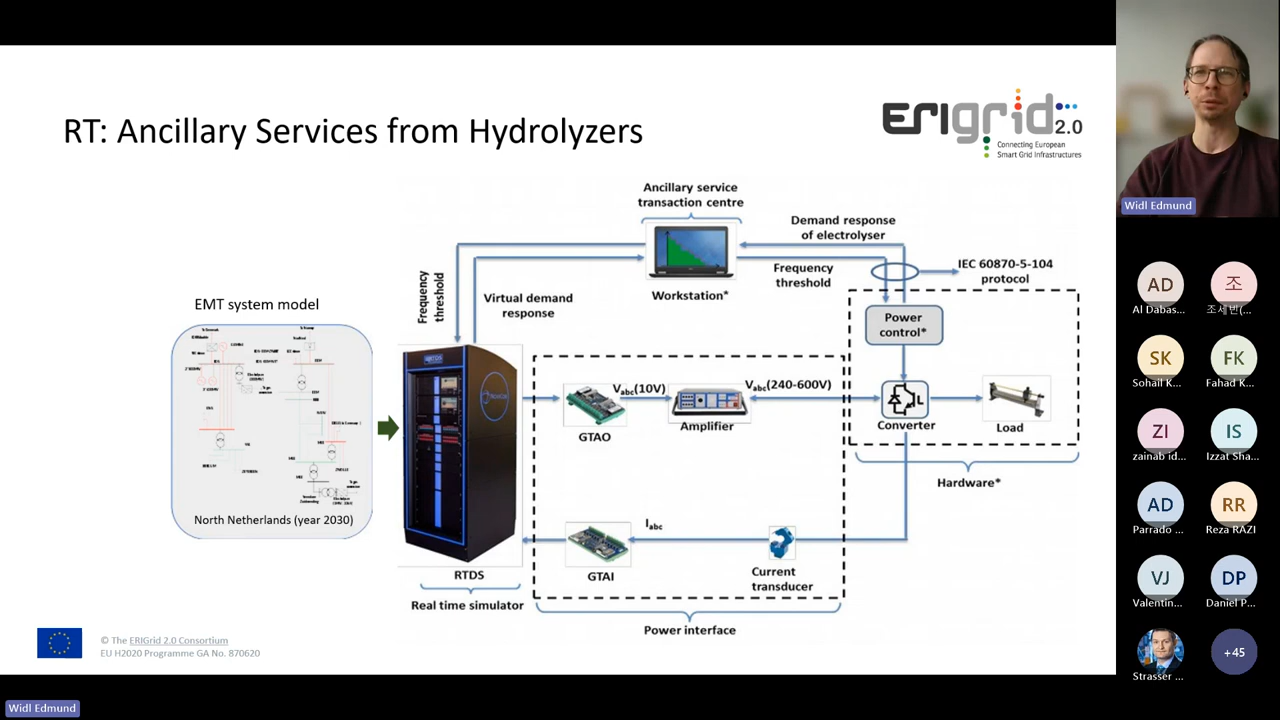 RT: Ancillary Services from Hydrolyzers
ERIgrid 2.0
Connecting European
Smart Grid Infrastructures
Ancillary service
transaction centre
Demand response
of electrolyser
IEC 60870-5-104
protocol
Frequency
threshold
Frequency
threshold
Virtual demand
response
Workstation*
EMT system model
North Netherlands (year 2030)
Power
control*
RTDS
Vabc(10V)
Vabc(240-600V)
GTAO
Amplifier
Converter
Load
Hardware*
Iabc
GTAI
Current
transducer
RTDS
Real time simulator
Power interface
© The ERIGrid 2.0 Consortium
EU H2020 Programme GA No. 870620
Widl Edmund
AD
Al Dabas...
조
조세빈(...
SK
Sohail K...
FK
Fahad K...
ZI
zainab id...
IS
Izzat Sha...
AD
Parrado ...
RR
Reza RAZI
VJ
Valentin...
DP
Daniel P...
Strasser ...
+45
Widl Edmund